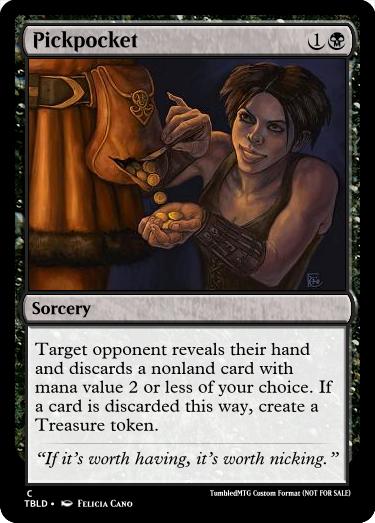 Pickpocket 1
Sorcery
Target opponent reveals their hand
and discards a nonland card with
mana value 2 or less of your choice. If
a card is discarded this way, create a
Treasure token.
“If it’s worth having, it’s worth nicking.”
C
TBLD • Felicia Cano
TumbledMTG Custom Format (NOT FOR SALE)